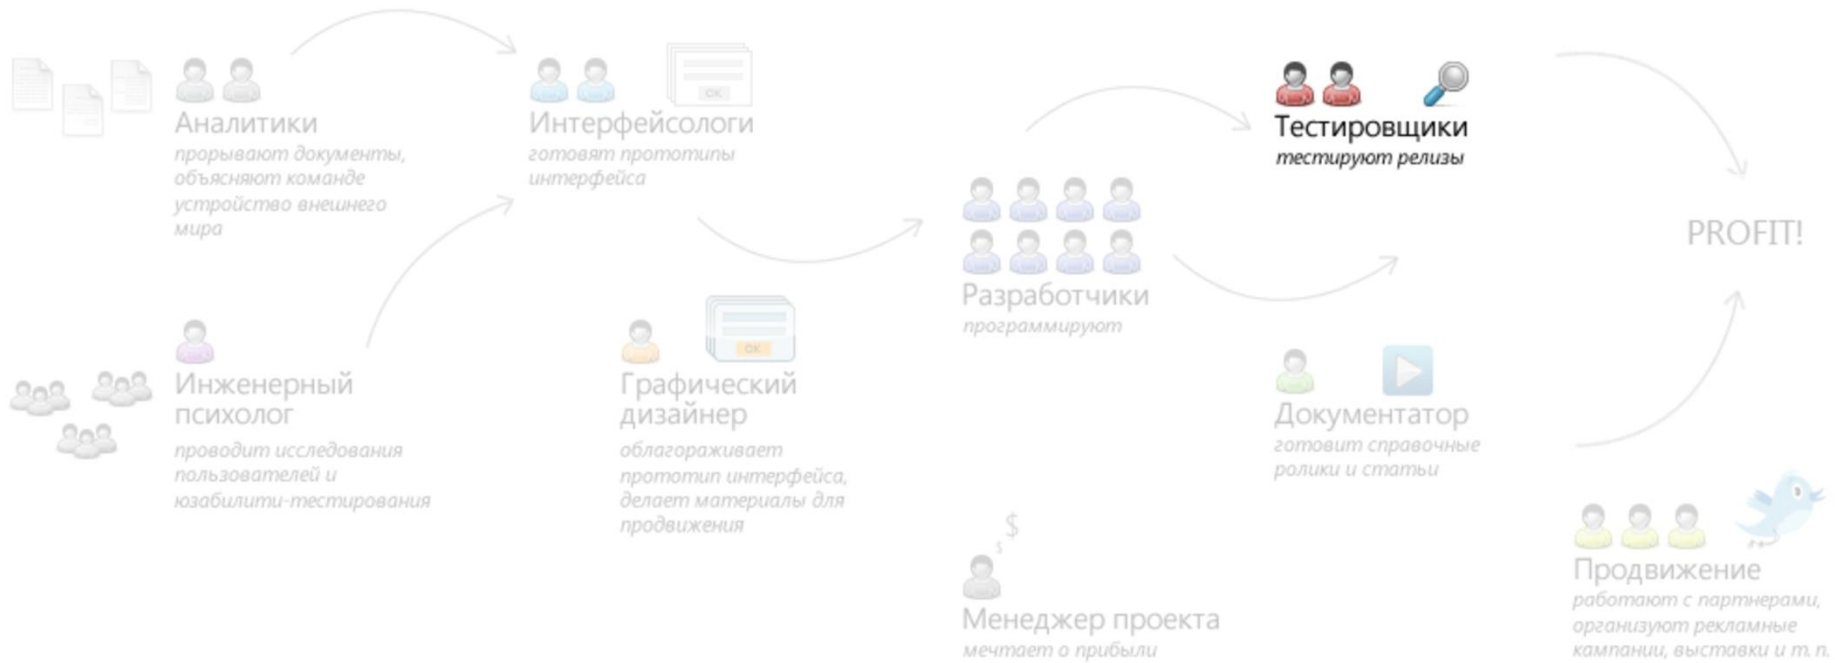 Аналитики
прорывают документы,
объясняют команде
устройство внешнего
мира
Интерфейсологи
готовят прототипы
интерфейса
OK
Тестировщики
тестируют релизы
PROFIT!
Разработчики
программируют
Инженерный
психолог
проводит исследования
пользователей и
юзабилити-тестирования
OK
Графический
дизайнер
облагораживает
прототип интерфейса,
делает материалы для
продвижения
Документатор
готовит справочные
ролики и статьи
$
$
Менеджер проекта
мечтает о прибыли
Продвижение
работают с партнерами,
организуют рекламные
кампании, выставки и т. п.